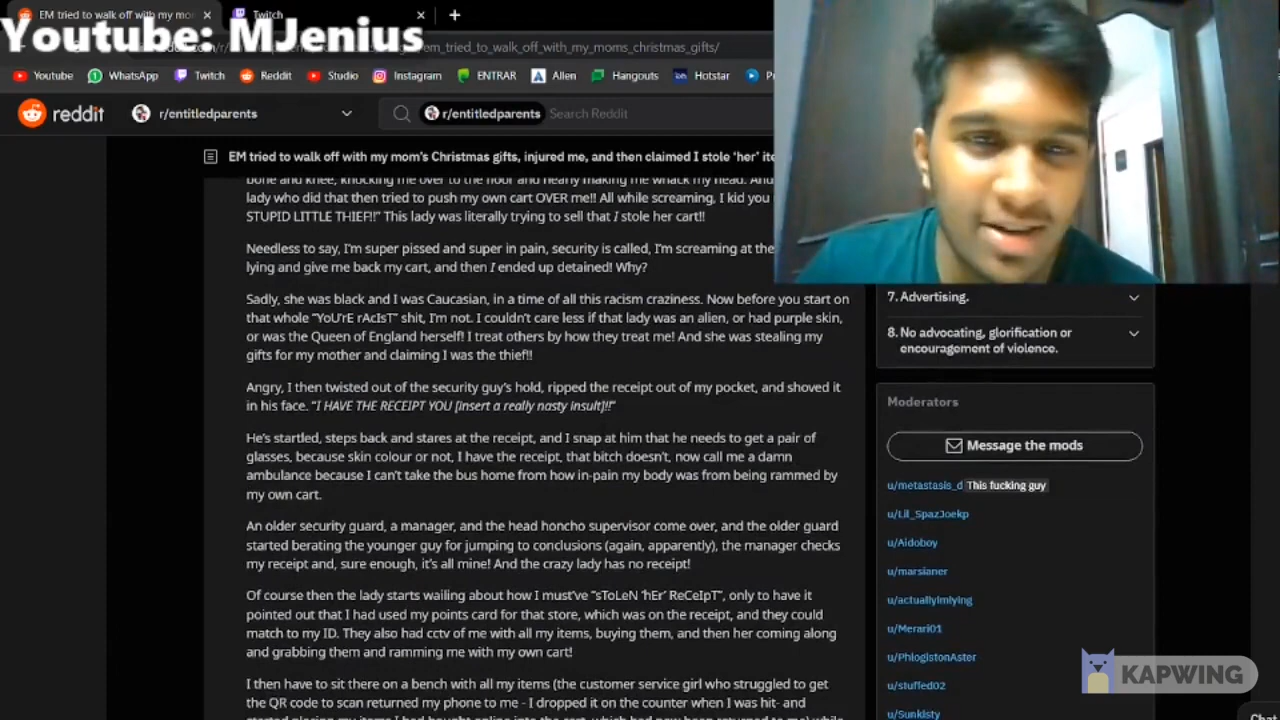 EM tried to walk off with my mo
Twitch
Youtube: MJenius
em_tried_to_walk_off_with_my_moms_christmas_gifts/
Youtube
WhatsApp
Twitch
Reddit
Studio
Instagram
ENTRAR
Allen
Hangouts
Hotstar
reddit
r/entitledparents
r/entitledparents Search Reddit
EM tried to walk off with my mom's Christmas gifts, injured me, and then claimed I stole 'her' ite
bone and knee, knocking me over to the floor and nearly making me whack my head. And
lady who did that then tried to push my own cart OVER me!! All while screaming, I kid you
STUPID LITTLE THIEF!!" This lady was literally trying to sell that I stole her cart!!
Needless to say, I'm super pissed and super in pain, security is called, I'm screaming at the
lying and give me back my cart, and then I ended up detained! Why?
Sadly, she was black and I was Caucasian, in a time of all this racism craziness. Now before you start on
that whole "YoU'rE rAcIsT" shit, I'm not. I couldn't care less if that lady was an alien, or had purple skin,
or was the Queen of England herself! I treat others by how they treat me! And she was stealing my
gifts for my mother and claiming I was the thief!!
Angry, I then twisted out of the security guy's hold, ripped the receipt out of my pocket, and shoved it
in his face. "I HAVE THE RECEIPT YOU [insert a really nasty insult]!!"
He's startled, steps back and stares at the receipt, and I snap at him that he needs to get a pair of
glasses, because skin colour or not, I have the receipt, that bitch doesn't, now call me a damn
ambulance because I can't take the bus home from how in-pain my body was from being rammed by
my own cart.
An older security guard, a manager, and the head honcho supervisor come over, and the older guard
started berating the younger guy for jumping to conclusions (again, apparently), the manager checks
my receipt and, sure enough, it's all mine! And the crazy lady has no receipt!
Of course then the lady starts wailing about how I must've "sToLeN 'hEr' ReCeIpT", only to have it
pointed out that I had used my points card for that store, which was on the receipt, and they could
match to my ID. They also had cctv of me with all my items, buying them, and then her coming along
and grabbing them and ramming me with my own cart!
I then have to sit there on a bench with all my items (the customer service girl who struggled to get
the QR code to scan returned my phone to me - I dropped it on the counter when I was hit- and
started placing my items I had bought online into the cart, which had now been returned to me) while
7. Advertising.
8. No advocating, glorification or
encouragement of violence.
Moderators
Message the mods
u/metastasis_d This fucking guy
u/Lil_SpazJoekp
u/Aidoboy
u/marsianer
u/actuallyimlying
u/Merari01
u/PhlogistonAster
u/stuffed02
u/Sunkisty
KAPWING